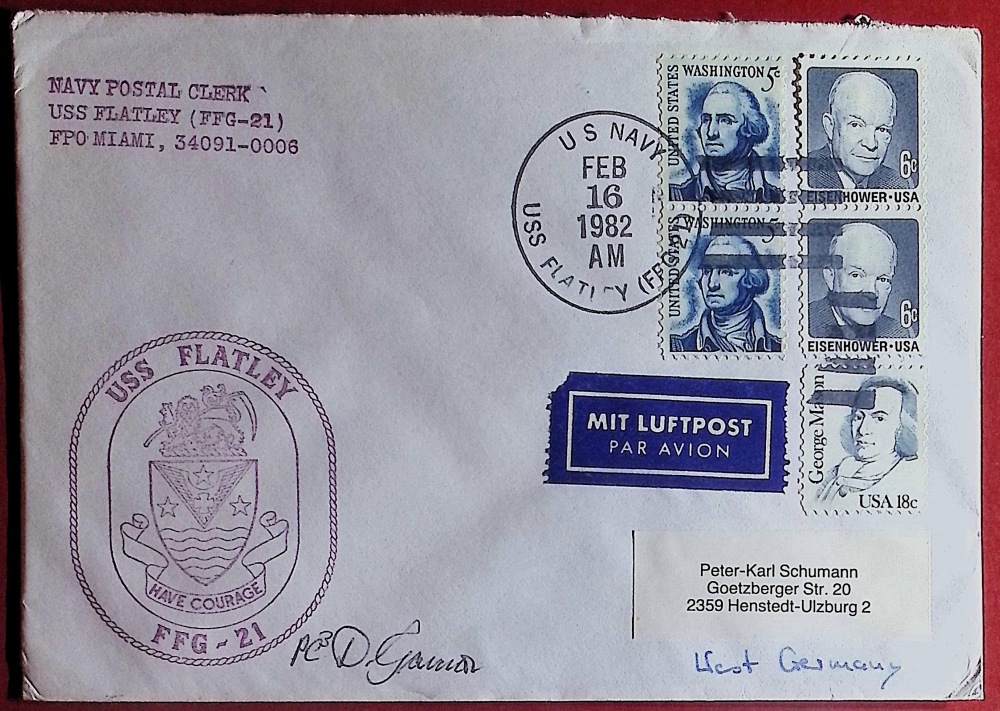 NAVY POSTAL CLERK
USS FLATLEY (FFG-21)
FPO MIAMI, 34091-0006
US NAVY
FEB
16
1982
AM
USS FLATLEY (FFG-21)
UNITED STATES
WASHINGTON 5c
6c
EISENHOWER·USA
UNITED STATES
WASHINGTON 5c
6c
EISENHOWER·USA
George Mason
USA 18c
MIT LUFTPOST
PAR AVION
USS FLATLEY
HAVE COURAGE
FFG-21
Peter-Karl Schumann
Goetzberger Str. 20
2359 Henstedt-Ulzburg 2
West Germany
PC3 D.